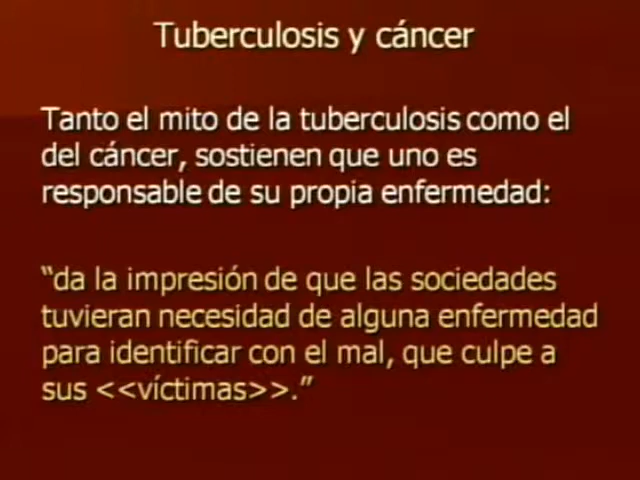 Tuberculosis y cáncer
Tanto el mito de la tuberculosis como el
del cáncer, sostienen que uno es
responsable de su propia enfermedad:
“da la impresión de que las sociedades
tuvieran necesidad de alguna enfermedad
para identificar con el mal, que culpe a
sus <<víctimas>>.”